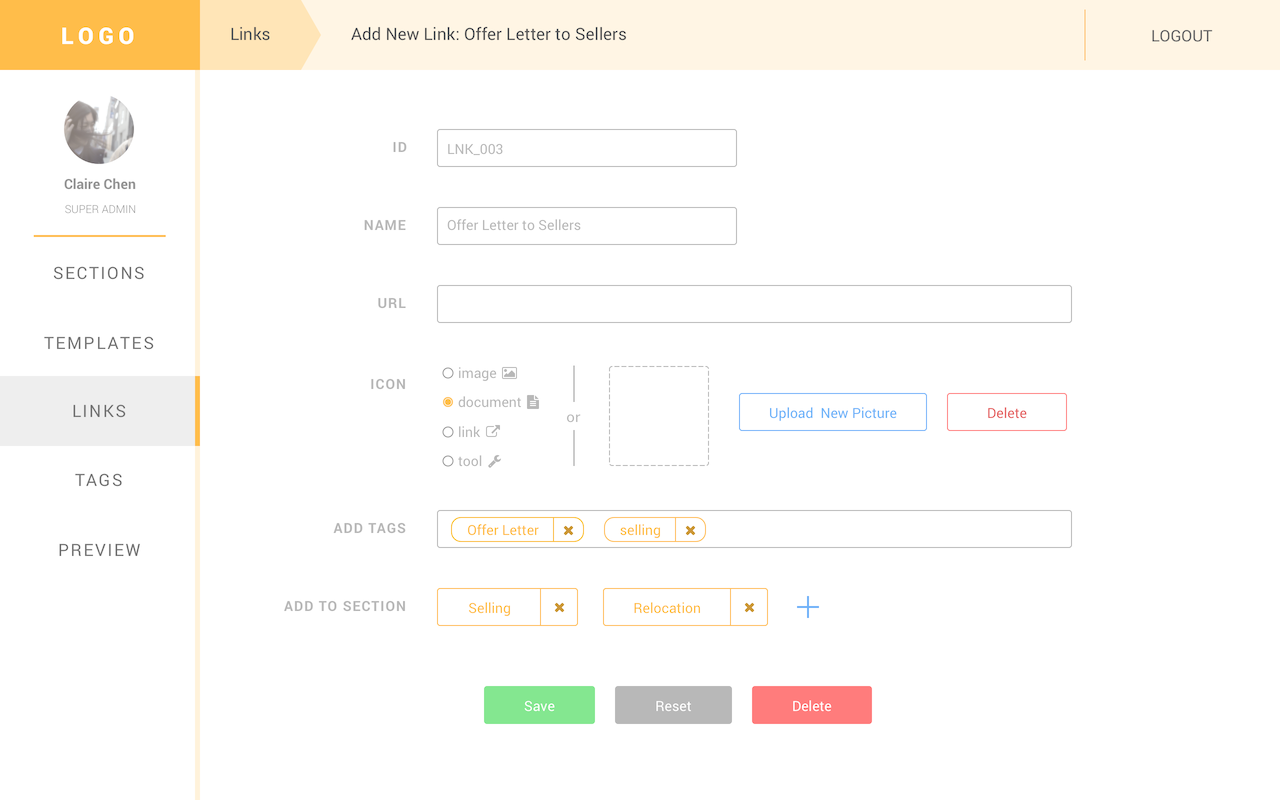 LOGO
Links
Add New Link: Offer Letter to Sellers
LOGOUT
Claire Chen
SUPER ADMIN
SECTIONS
TEMPLATES
LINKS
TAGS
PREVIEW
ID
LNK_003
NAME
Offer Letter to Sellers
URL
ICON
image
document
link
tool
or
Upload New Picture
Delete
ADD TAGS
Offer Letter
selling
ADD TO SECTION
Selling
Relocation
Save
Reset
Delete